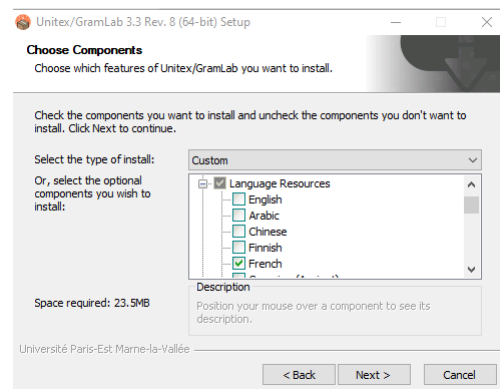 Unitex/GramLab 3.3 Rev. 8 (64-bit) Setup
Choose Components
Choose which features of Unitex/GramLab you want to install.
Check the components you want to install and uncheck the components you don't want to
install. Click Next to continue.
Select the type of install:
Custom
Or, select the optional
components you wish to
install:
Language Resources
English
Arabic
Chinese
Finnish
French
Description
Position your mouse over a component to see its
description.
Space required: 23.5MB
Université Paris-Est Marne-la-Vallée
< Back
Next >
Cancel